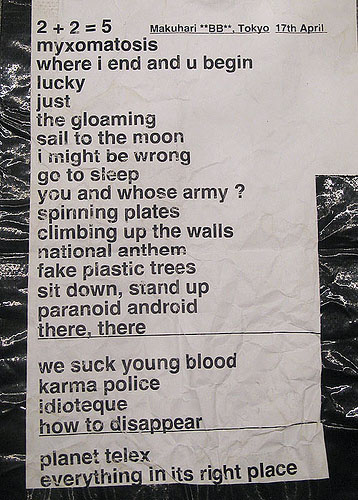 2 + 2 = 5 Makuhari **BB**, Tokyo 17th April
myxomatosis
where i end and u begin
lucky
just
the gloaming
sail to the moon
i might be wrong
go to sleep
you and whose army ?
spinning plates
climbing up the walls
national anthem
fake plastic trees
sit down, stand up
paranoid android
there, there
we suck young blood
karma police
idioteque
how to disappear
planet telex
everything in its right place